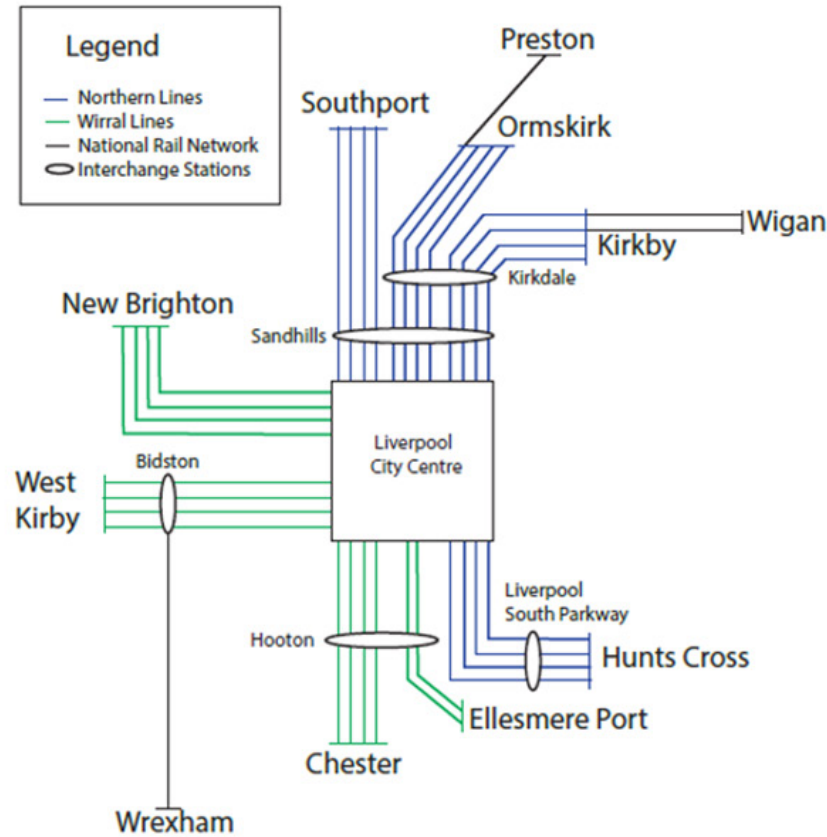 Legend
Northern Lines
Wirral Lines
National Rail Network
Interchange Stations
Preston
Southport
Ormskirk
Wigan
Kirkby
Kirkdale
New Brighton
Sandhills
Liverpool
City Centre
Bidston
West
Kirby
Liverpool
South Parkway
Hooton
Hunts Cross
Ellesmere Port
Chester
Wrexham